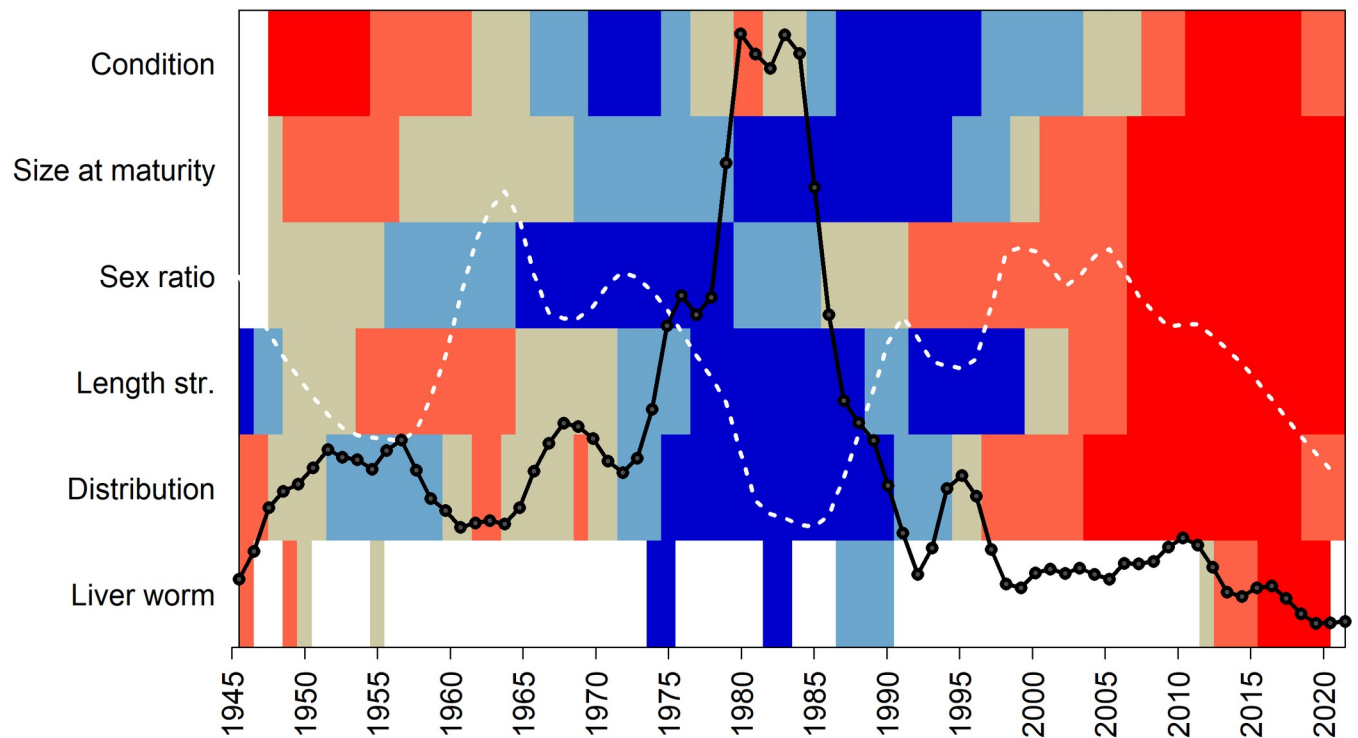 Condition
Size at maturity
Sex ratio
Length str.
Distribution
Liver worm
1945 1950 1955 1960 1965 1970 1975 1980 1985 1990 1995 2000 2005 2010 2015 2020